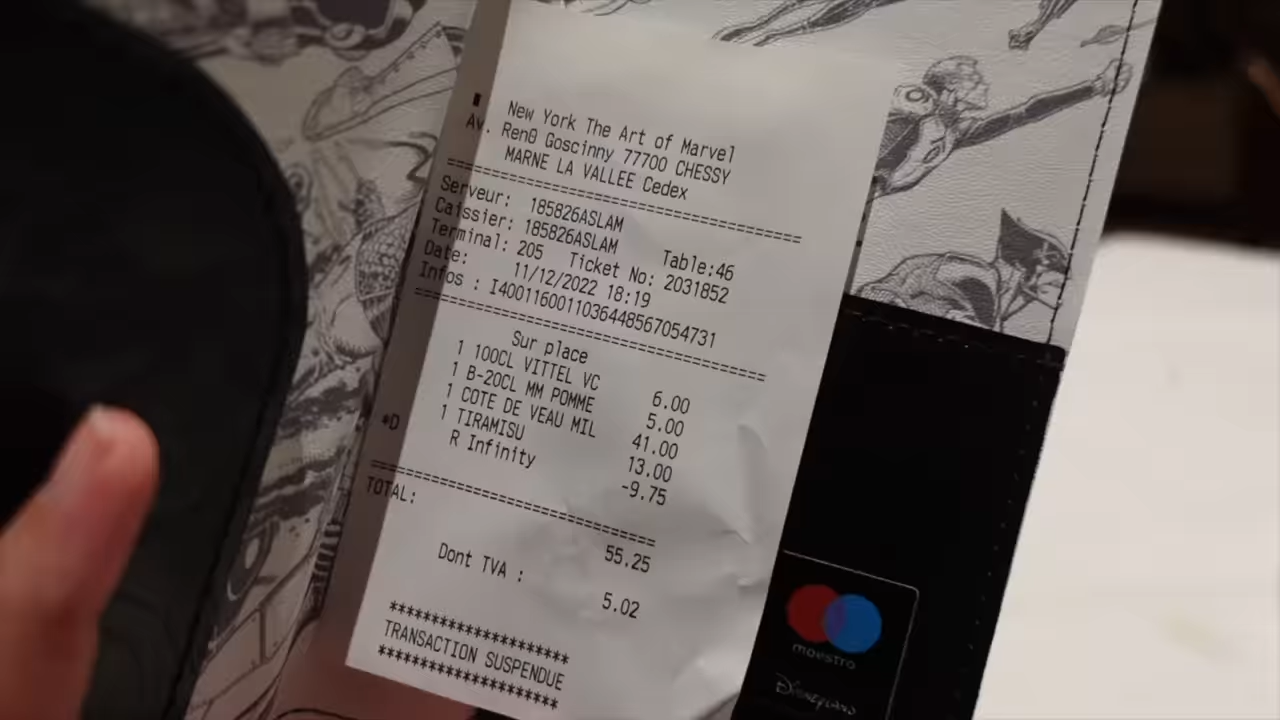 New York The Art of Marvel
Av. Ren0 Goscinny 77700 CHESSY
MARNE LA VALLEE Cedex
========================================
Serveur: 185826ASLAM
Caissier: 185826ASLAM Table:46
Terminal: 205 Ticket No: 2031852
Date: 11/12/2022 18:19
Infos : I40011600110364448567054731
========================================
Sur place
1 100CL VITTEL VC 6.00
1 B-20CL MM POMME 5.00
1 COTE DE VEAU MIL 41.00
1 TIRAMISU 13.00
*D R Infinity -9.75
========================================
TOTAL: 55.25
Dont TVA : 5.02
********************
TRANSACTION SUSPENDUE
********************
maestro
Disneyland